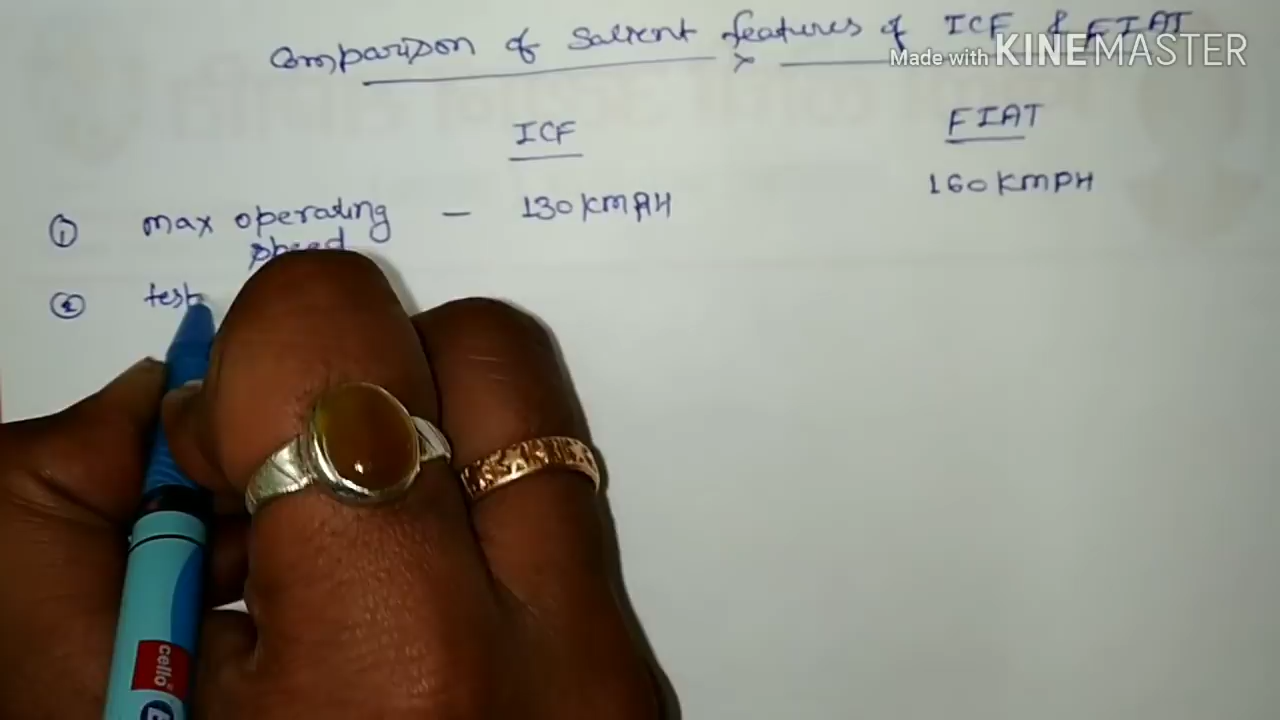 Comparison of Salient features of ICF & FIAT
Made with KINEMASTER
ICF FIAT
① max operating — 130 KMPH 160 KMPH
speed
② test
cello